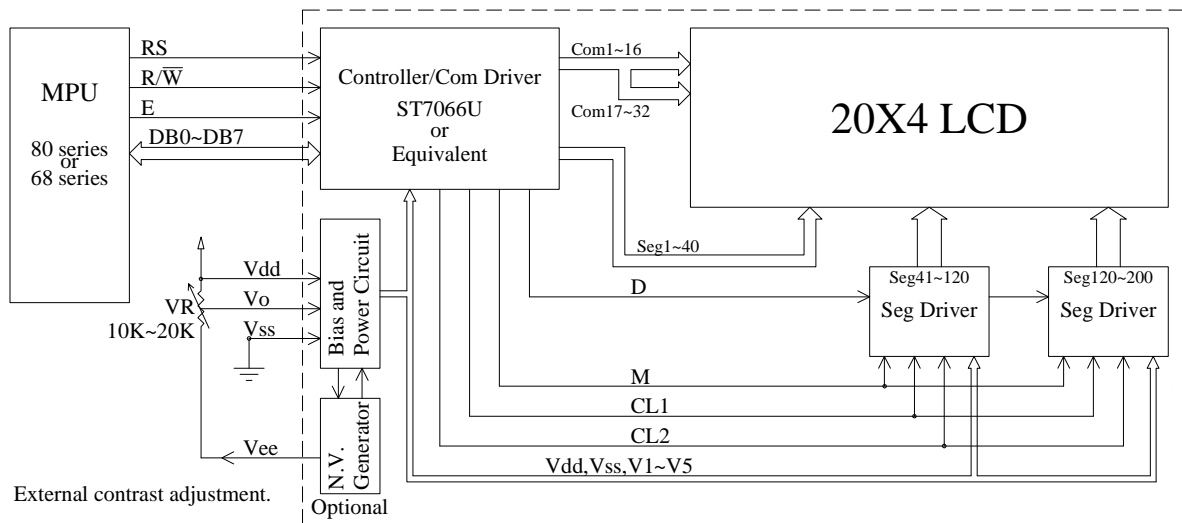 MPU
80 series
or
68 series
RS
R/W̅
E
DB0~DB7
Controller/Com Driver
ST7066U
or
Equivalent
Com1~16
Com17~32
20X4 LCD
Seg1~40
Seg41~120
Seg Driver
Seg120~200
Seg Driver
D
M
CL1
CL2
Vdd,Vss,V1~V5
Vdd
Vo
Vss
VR
10K~20K
Bias and
Power Circuit
N.V.
Generator
Vee
Optional
External contrast adjustment.